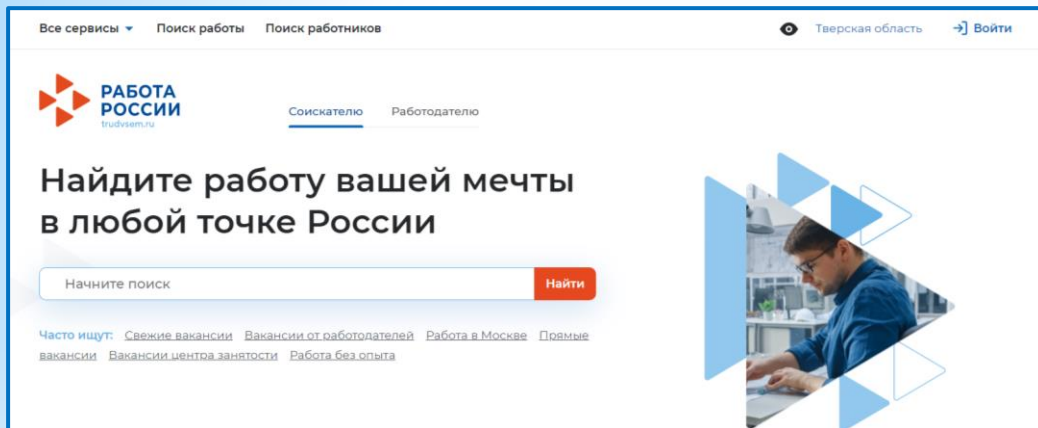 Все сервисы Поиск работы Поиск работников Тверская область Войти
РАБОТА
РОССИИ
trudvsem.ru
Соискателю Работодателю
Найдите работу вашей мечты
в любой точке России
Начните поиск Найти
Часто ищут: Свежие вакансии Вакансии от работодателей Работа в Москве Прямые
вакансии Вакансии центра занятости Работа без опыта